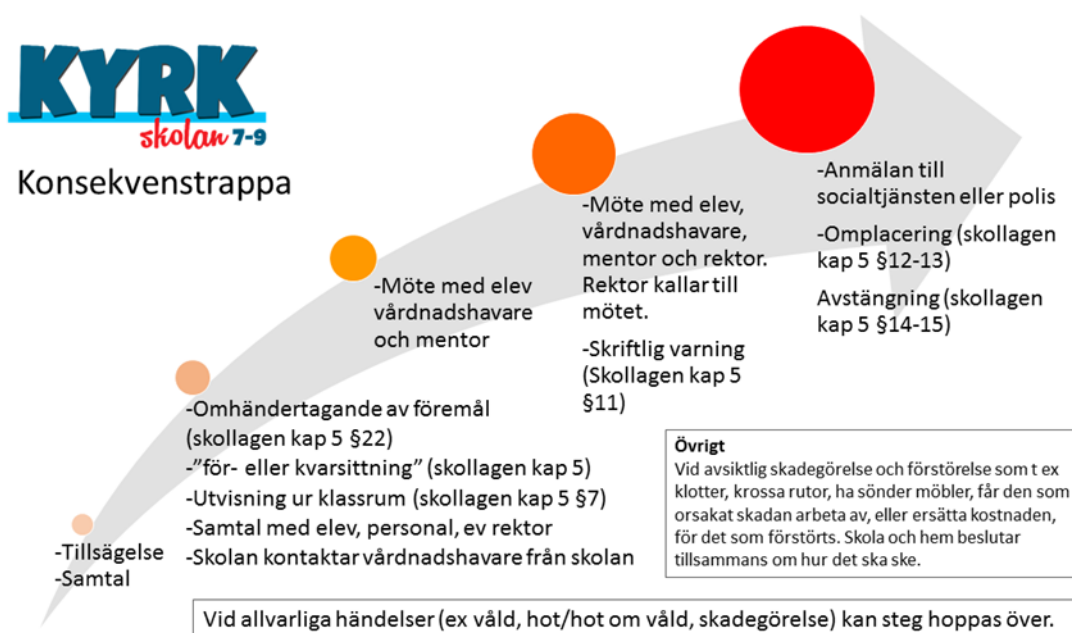 KYRK
skolan 7-9
Konsekvenstrappa
-Tillsägelse
-Samtal
-Omhändertagande av föremål
(skollagen kap 5 §22)
-”för- eller kvarsittning” (skollagen kap 5)
-Utvisning ur klassrum (skollagen kap 5 §7)
-Samtal med elev, personal, ev rektor
-Skolan kontaktar vårdnadshavare från skolan
-Möte med elev
vårdnadshavare
och mentor
-Möte med elev,
vårdnadshavare,
mentor och rektor.
Rektor kallar till
mötet.
-Skriftlig varning
(Skollagen kap 5
§11)
-Anmälan till
socialtjänsten eller polis
-Omplacering (skollagen
kap 5 §12-13)
Avstängning (skollagen
kap 5 §14-15)
Övrigt
Vid avsiktlig skadegörelse och förstörelse som t ex
klotter, krossa rutor, ha sönder möbler, får den som
orsakat skadan arbeta av, eller ersätta kostnaden,
för det som förstörts. Skola och hem beslutar
tillsammans om hur det ska ske.
Vid allvarliga händelser (ex våld, hot/hot om våld, skadegörelse) kan steg hoppas över.